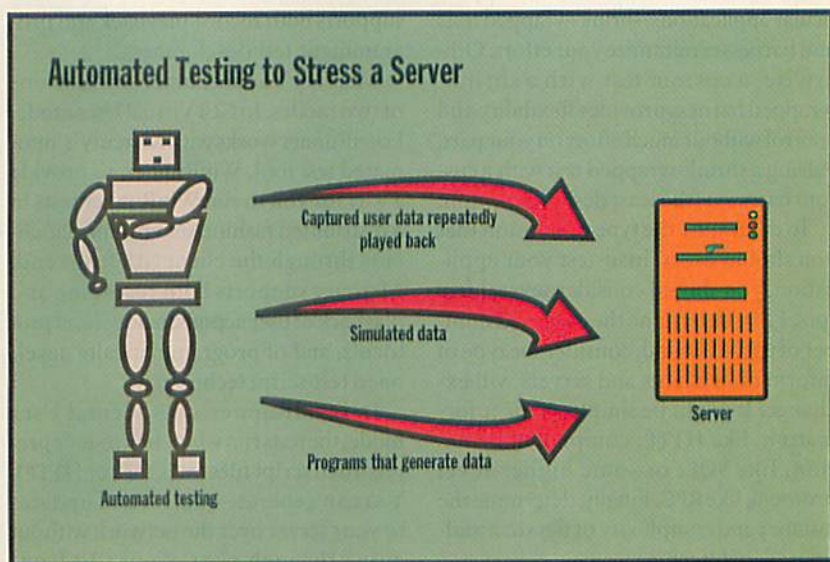 Automated Testing to Stress a Server
Captured user data repeatedly
played back
Simulated data
Programs that generate data
Automated testing
Server